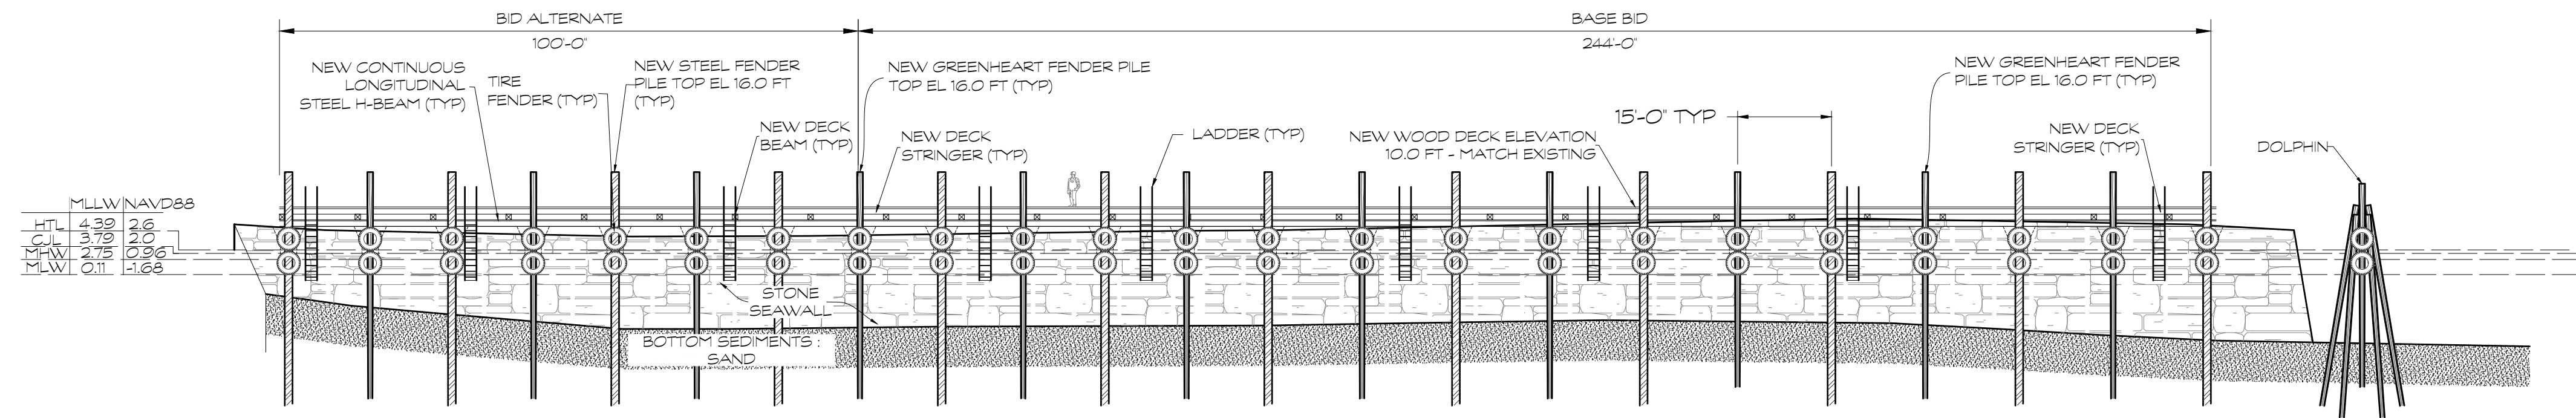 BID ALTERNATE
100'-0"
BASE BID
244'-0"
NEW CONTINUOUS
LONGITUDINAL
STEEL H-BEAM (TYP)
TIRE
FENDER (TYP)
NEW STEEL FENDER
PILE TOP EL 16.0 FT
(TYP)
NEW DECK
BEAM (TYP)
NEW GREENHEART FENDER PILE
TOP EL 16.0 FT (TYP)
NEW DECK
STRINGER (TYP)
LADDER (TYP)
NEW WOOD DECK ELEVATION
10.0 FT - MATCH EXISTING
15'-0" TYP
NEW GREENHEART FENDER
PILE TOP EL 16.0 FT (TYP)
NEW DECK
STRINGER (TYP)
DOLPHIN
MLLW NAVD88
HTL 4.39 2.6
CJL 3.79 2.0
MHW 2.75 0.96
MLW 0.11 -1.68
STONE
SEAWALL
BOTTOM SEDIMENTS :
SAND